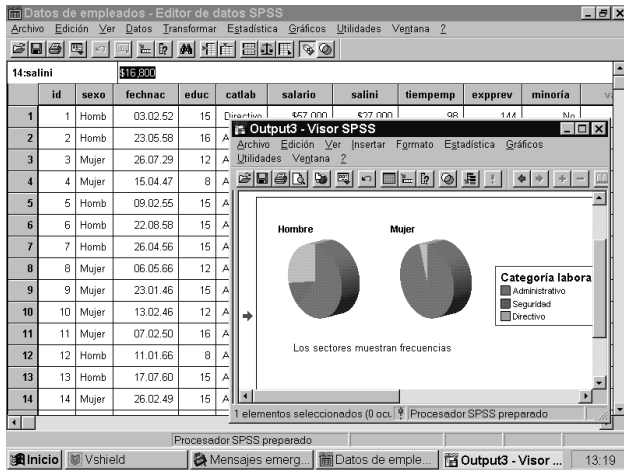 Datos de empleados - Editor de datos SPSS
Archivo Edición Ver Datos Transformar Estadística Gráficos Utilidades Ventana ?
14:salini $16,800
id sexo fechnac educ catlab salario salini tiempemp expprev minoría
1 1 Homb 03.02.52 15 Directivo $57,000 $27,000 98 144 No
2 2 Homb 23.05.58 16 A
3 3 Mujer 26.07.29 12 A
4 4 Mujer 15.04.47 8 A
5 5 Homb 09.02.55 15 A
6 6 Homb 22.08.58 15 A
7 7 Homb 26.04.56 15 A
8 8 Mujer 06.05.66 12 A
9 9 Mujer 23.01.46 15 A
10 10 Mujer 13.02.46 12 A
11 11 Mujer 07.02.50 16 A
12 12 Homb 11.01.66 8 A
13 13 Homb 17.07.60 15 A
14 14 Mujer 26.02.49 15 A
Output3 - Visor SPSS
Archivo Edición Ver Insertar Formato Estadística Gráficos
Utilidades Ventana ?
Hombre Mujer
Categoría labora
Administrativo
Seguridad
Directivo
Los sectores muestran frecuencias
1 elementos seleccionados (0 ocu Procesador SPSS preparado
Procesador SPSS preparado
Inicio Vshield Mensajes emerg... Datos de emple... Output3 - Visor ... 13:19